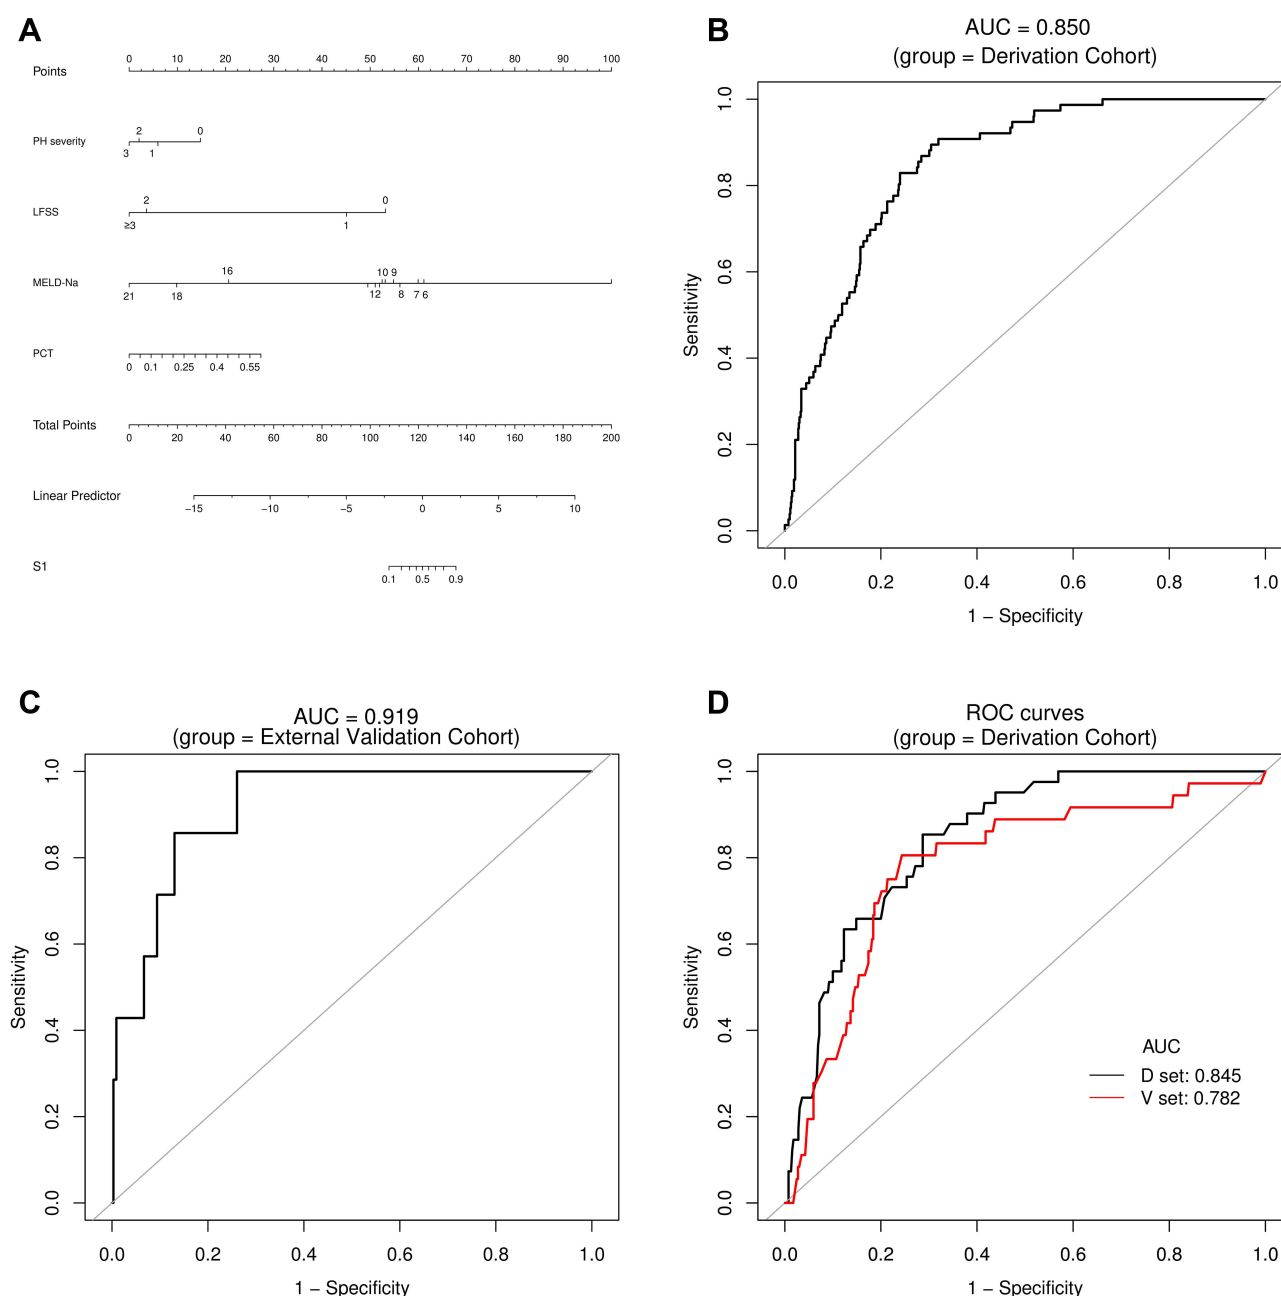 A
Points
0 10 20 30 40 50 60 70 80 90 100
PH severity
2 0
3 1
LFSS
2 0
≥3 1
MELD-Na
16 10 9
21 18 12 8 7 6
PCT
0 0.1 0.25 0.4 0.55
Total Points
0 20 40 60 80 100 120 140 160 180 200
Linear Predictor
−15 −10 −5 0 5 10
S1
0.1 0.5 0.9
B
AUC = 0.850
(group = Derivation Cohort)
Sensitivity
0.0 0.2 0.4 0.6 0.8 1.0
0.0 0.2 0.4 0.6 0.8 1.0
1 − Specificity
C
AUC = 0.919
(group = External Validation Cohort)
Sensitivity
0.0 0.2 0.4 0.6 0.8 1.0
0.0 0.2 0.4 0.6 0.8 1.0
1 − Specificity
D
ROC curves
(group = Derivation Cohort)
Sensitivity
0.0 0.2 0.4 0.6 0.8 1.0
AUC
D set: 0.845
V set: 0.782
0.0 0.2 0.4 0.6 0.8 1.0
1 − Specificity